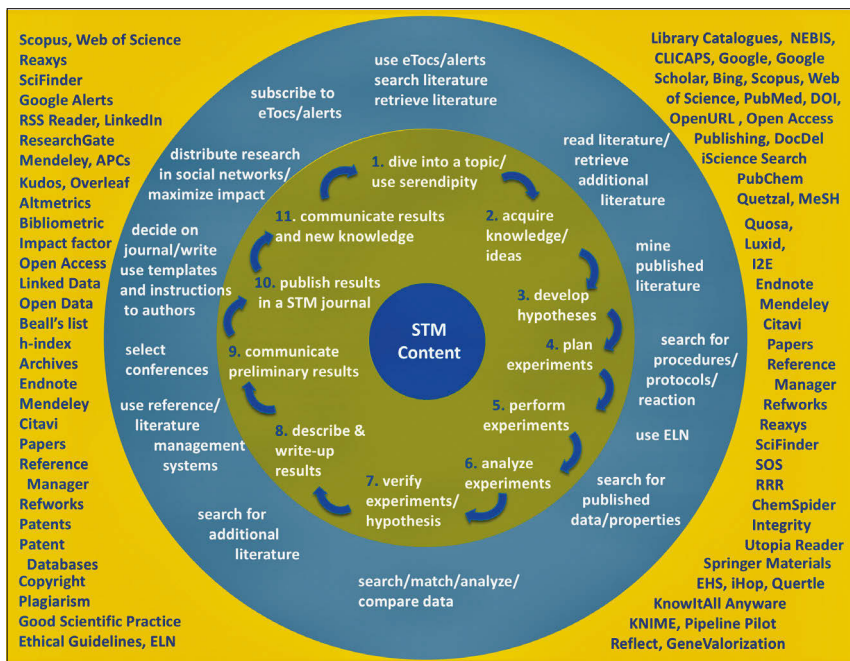 Scopus, Web of Science
Reaxys
SciFinder
Google Alerts
RSS Reader, LinkedIn
ResearchGate
Mendeley, APCs
Kudos, Overleaf
Altmetrics
Bibliometric
Impact factor
Open Access
Linked Data
Open Data
Beall's list
h-index
Archives
Endnote
Mendeley
Citavi
Papers
Reference
Manager
Refworks
Patents
Patent
Databases
Copyright
Plagiarism
Good Scientific Practice
Ethical Guidelines, ELN
use eTocs/alerts
search literature
retrieve literature
subscribe to
eTocs/alerts
distribute research
in social networks/
maximize impact
decide on
journal/write
use templates
and instructions
to authors
select
conferences
use reference/
literature
management
systems
search for
additional
literature
search/match/analyze/
compare data
read literature/
retrieve
additional
literature
mine
published
literature
search for
procedures/
protocols/
reaction
use ELN
search for
published
data/properties
1. dive into a topic/
use serendipity
2. acquire
knowledge/
ideas
3. develop
hypotheses
4. plan
experiments
5. perform
experiments
6. analyze
experiments
7. verify
experiments/
hypothesis
8. describe &
write-up
results
9. communicate
preliminary results
10. publish results
in a STM journal
11. communicate results
and new knowledge
STM
Content
Library Catalogues, NEBIS,
CLICAPS, Google, Google
Scholar, Bing, Scopus, Web
of Science, PubMed, DOI,
OpenURL , Open Access
Publishing, DocDel
iScience Search
PubChem
Quetzal, MeSH
Quosa,
Luxid,
I2E
Endnote
Mendeley
Citavi
Papers
Reference
Manager
Refworks
Reaxys
SciFinder
SOS
RRR
ChemSpider
Integrity
Utopia Reader
Springer Materials
EHS, iHop, Quertle
KnowItAll Anyware
KNIME, Pipeline Pilot
Reflect, GeneValorization